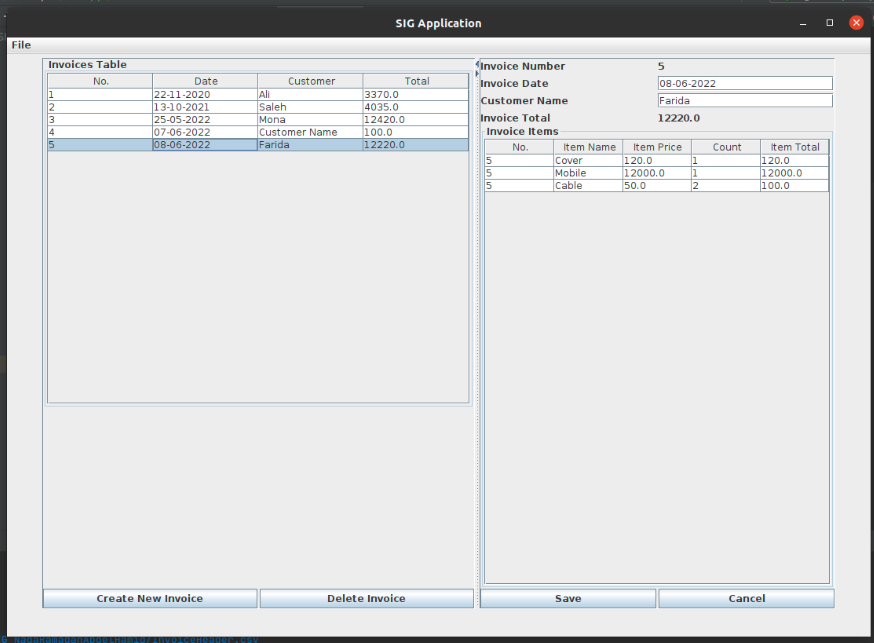 SIG Application
File
Invoices Table
No. Date Customer Total
1 22-11-2020 Ali 3370.0
2 13-10-2021 Saleh 4035.0
3 25-05-2022 Mona 12420.0
4 07-06-2022 Customer Name 100.0
5 08-06-2022 Farida 12220.0
Create New Invoice Delete Invoice
Invoice Number 5
Invoice Date 08-06-2022
Customer Name Farida
Invoice Total 12220.0
Invoice Items
No. Item Name Item Price Count Item Total
5 Cover 120.0 1 120.0
5 Mobile 12000.0 1 12000.0
5 Cable 50.0 2 100.0
Save Cancel